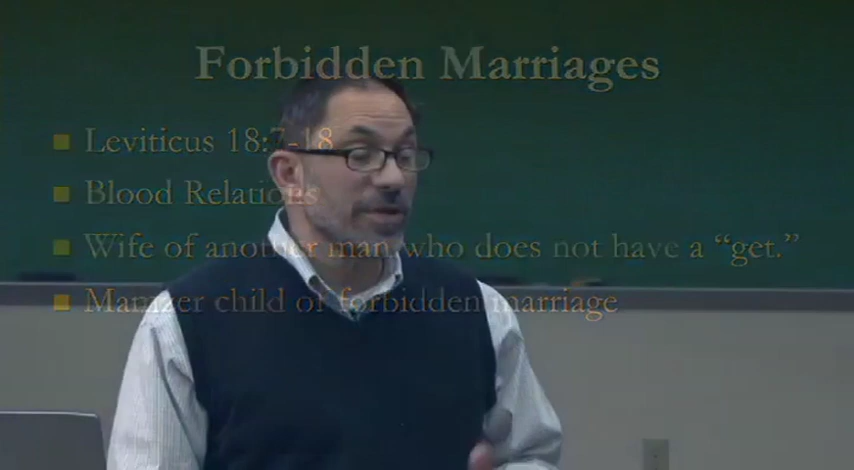 Forbidden Marriages
Leviticus 18:7-18
Blood Relations
Wife of another man who does not have a “get.”
Mamzer child of forbidden marriage